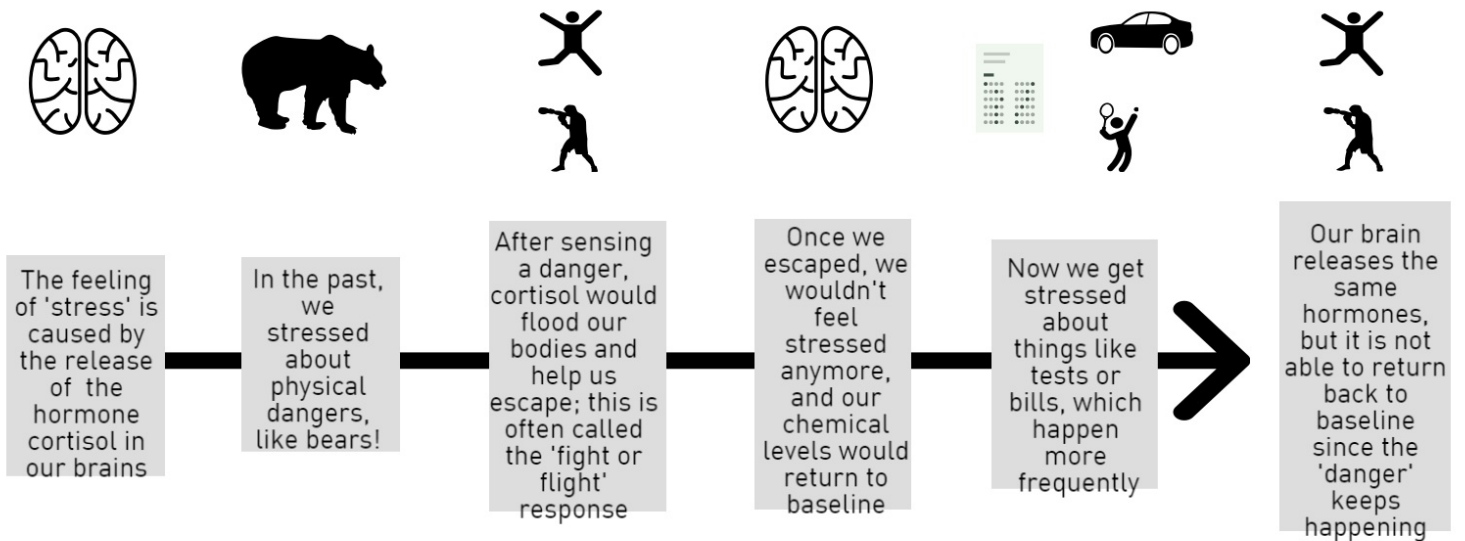 The feeling
of 'stress' is
caused by
the release
of the
hormone
cortisol in
our brains
In the past,
we
stressed
about
physical
dangers,
like bears!
After sensing
a danger,
cortisol would
flood our
bodies and
help us
escape; this is
often called
the 'fight or
flight'
response
Once we
escaped, we
wouldn't
feel
stressed
anymore,
and our
chemical
levels would
return to
baseline
Now we get
stressed
about
things like
tests or
bills, which
happen
more
frequently
Our brain
releases the
same
hormones,
but it is not
able to return
back to
baseline
since the
'danger'
keeps
happening